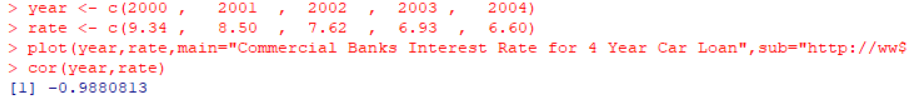 > year <- c(2000 ,   2001  ,  2002  ,  2003 ,   2004)
> rate <- c(9.34 ,   8.50  ,  7.62  ,  6.93  ,  6.60)
> plot(year,rate,main="Commercial Banks Interest Rate for 4 Year Car Loan",sub="http://ww$
> cor(year,rate)
[1] -0.9880813